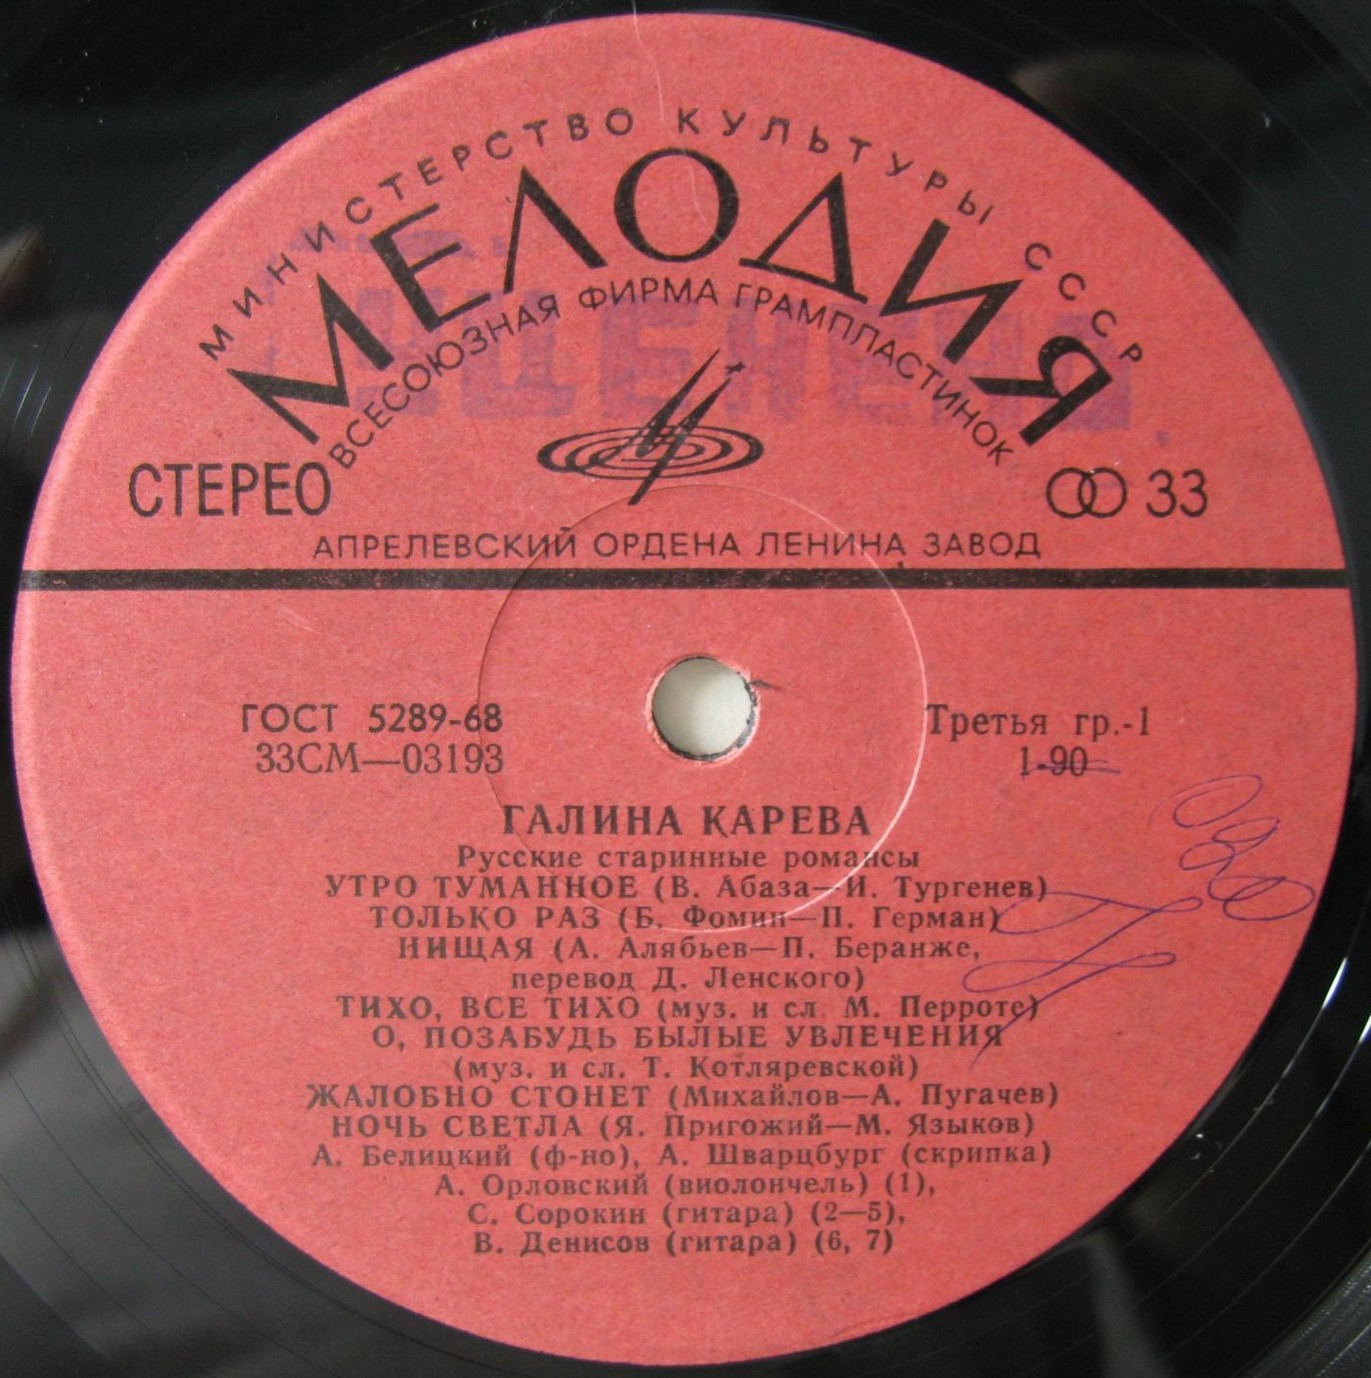 МИНИСТЕРСТВО КУЛЬТУРЫ СССР
МЕЛОДИЯ
ВСЕСОЮЗНАЯ ФИРМА ГРАМПЛАСТИНОК
УЦЕНЕНО.
СТЕРЕО
33
АПРЕЛЕВСКИЙ ОРДЕНА ЛЕНИНА ЗАВОД
ГОСТ 5289-68
Третья гр.-1
33СМ—03193
1-90
ГАЛИНА КАРЕВА
Русские старинные романсы
УТРО ТУМАННОЕ (В. Абаза—И. Тургенев)
ТОЛЬКО РАЗ (Б. Фомин—П. Герман)
НИЩАЯ (А. Алябьев—П. Беранже,
перевод Д. Ленского)
ТИХО, ВСЕ ТИХО (муз. и сл. М. Перроте)
О, ПОЗАБУДЬ БЫЛЫЕ УВЛЕЧЕНИЯ
(муз. и сл. Т. Котляревской)
ЖАЛОБНО СТОНЕТ (Михайлов—А. Пугачев)
НОЧЬ СВЕТЛА (Я. Пригожий—М. Языков)
А. Белицкий (ф-но), А. Шварцбург (скрипка)
А. Орловский (виолончель) (1),
С. Сорокин (гитара) (2—5),
В. Денисов (гитара) (6, 7)